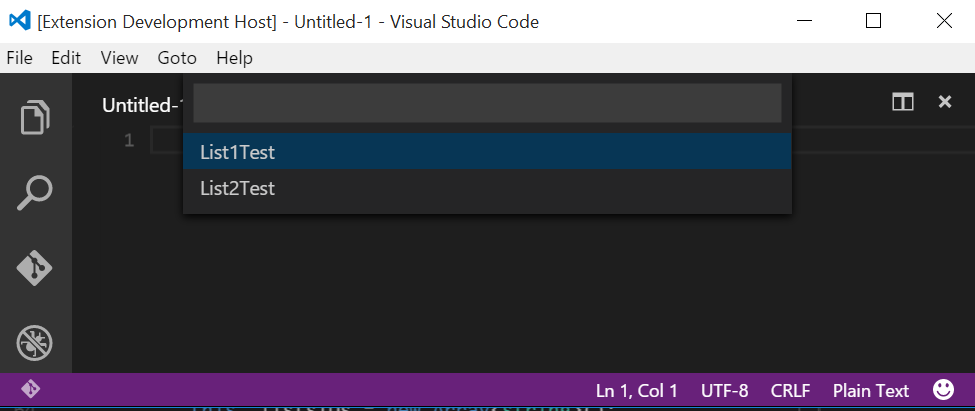 [Extension Development Host] - Untitled-1 - Visual Studio Code
File Edit View Goto Help
Untitled-1
1
List1Test
List2Test
Ln 1, Col 1 UTF-8 CRLF Plain Text